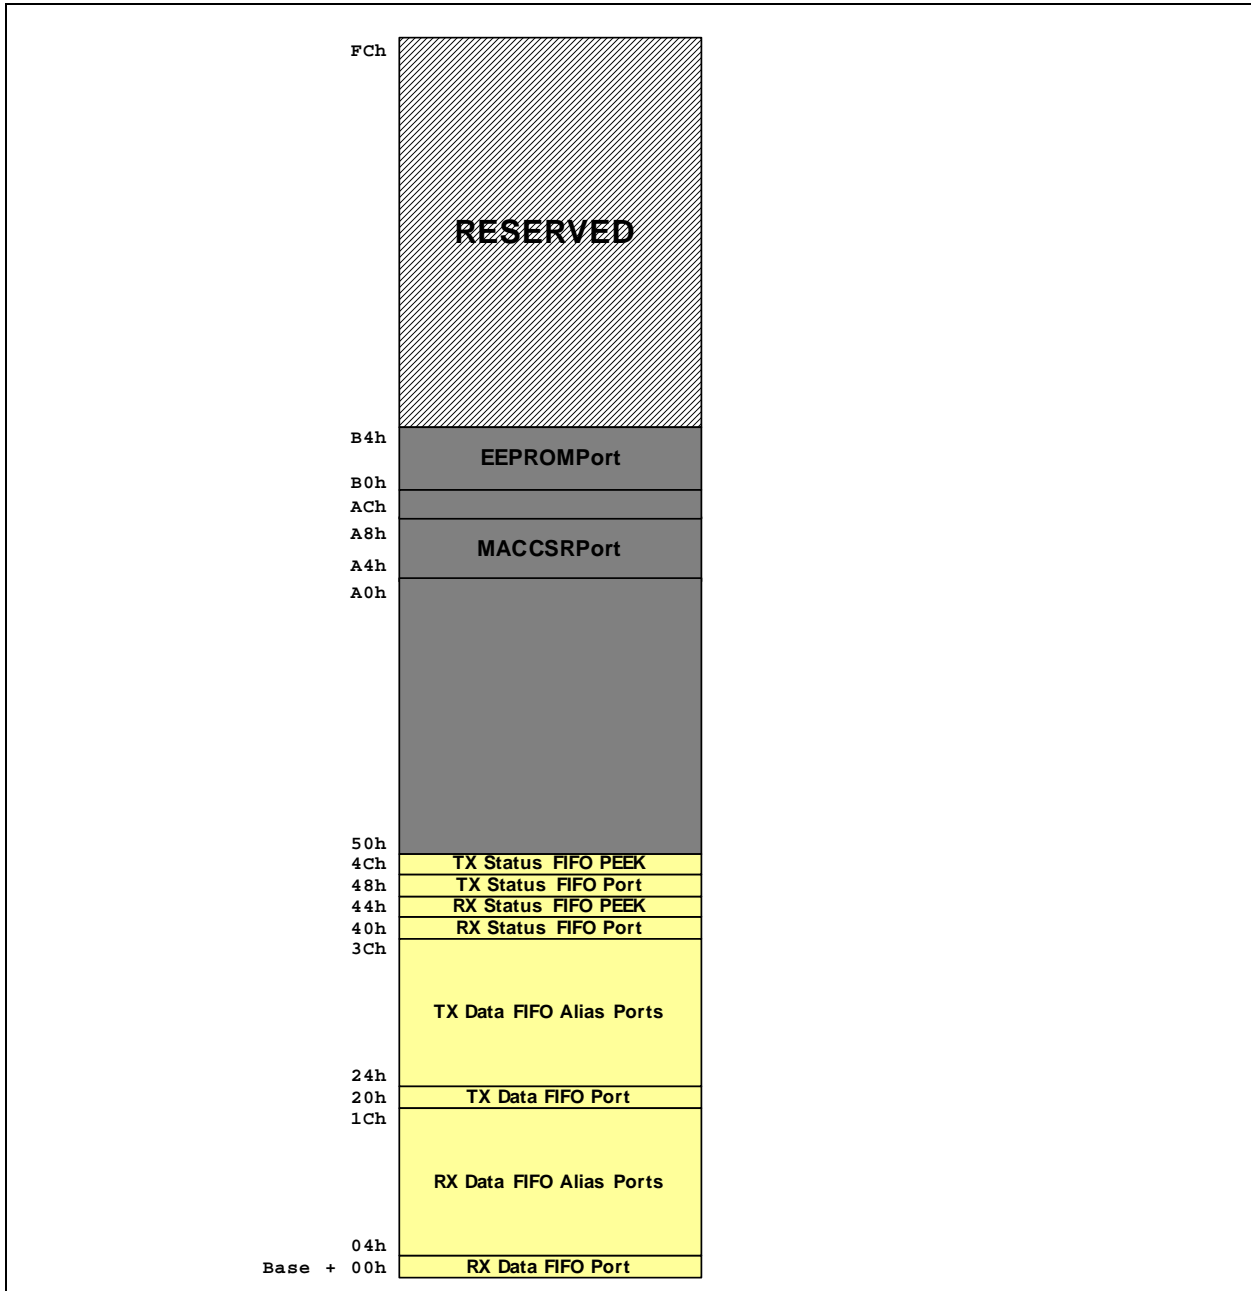 FCh
RESERVED
B4h
EEPROMPort
B0h
ACh
A8h
MACCSRPort
A4h
A0h
50h
4Ch TX Status FIFO PEEK
48h TX Status FIFO Port
44h RX Status FIFO PEEK
40h RX Status FIFO Port
3Ch
TX Data FIFO Alias Ports
24h
20h TX Data FIFO Port
1Ch
RX Data FIFO Alias Ports
04h
Base + 00h RX Data FIFO Port